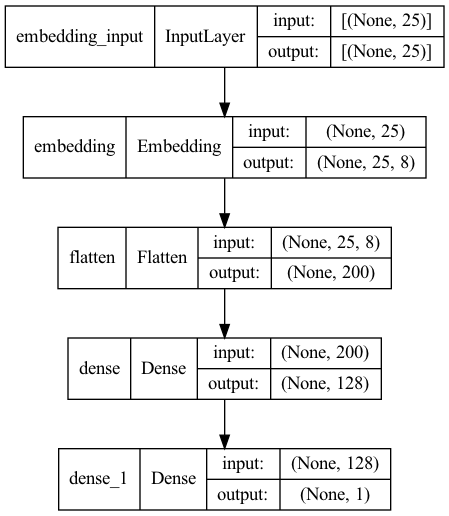 embedding_input InputLayer input: [(None, 25)]
output: [(None, 25)]
embedding Embedding input: (None, 25)
output: (None, 25, 8)
flatten Flatten input: (None, 25, 8)
output: (None, 200)
dense Dense input: (None, 200)
output: (None, 128)
dense_1 Dense input: (None, 128)
output: (None, 1)